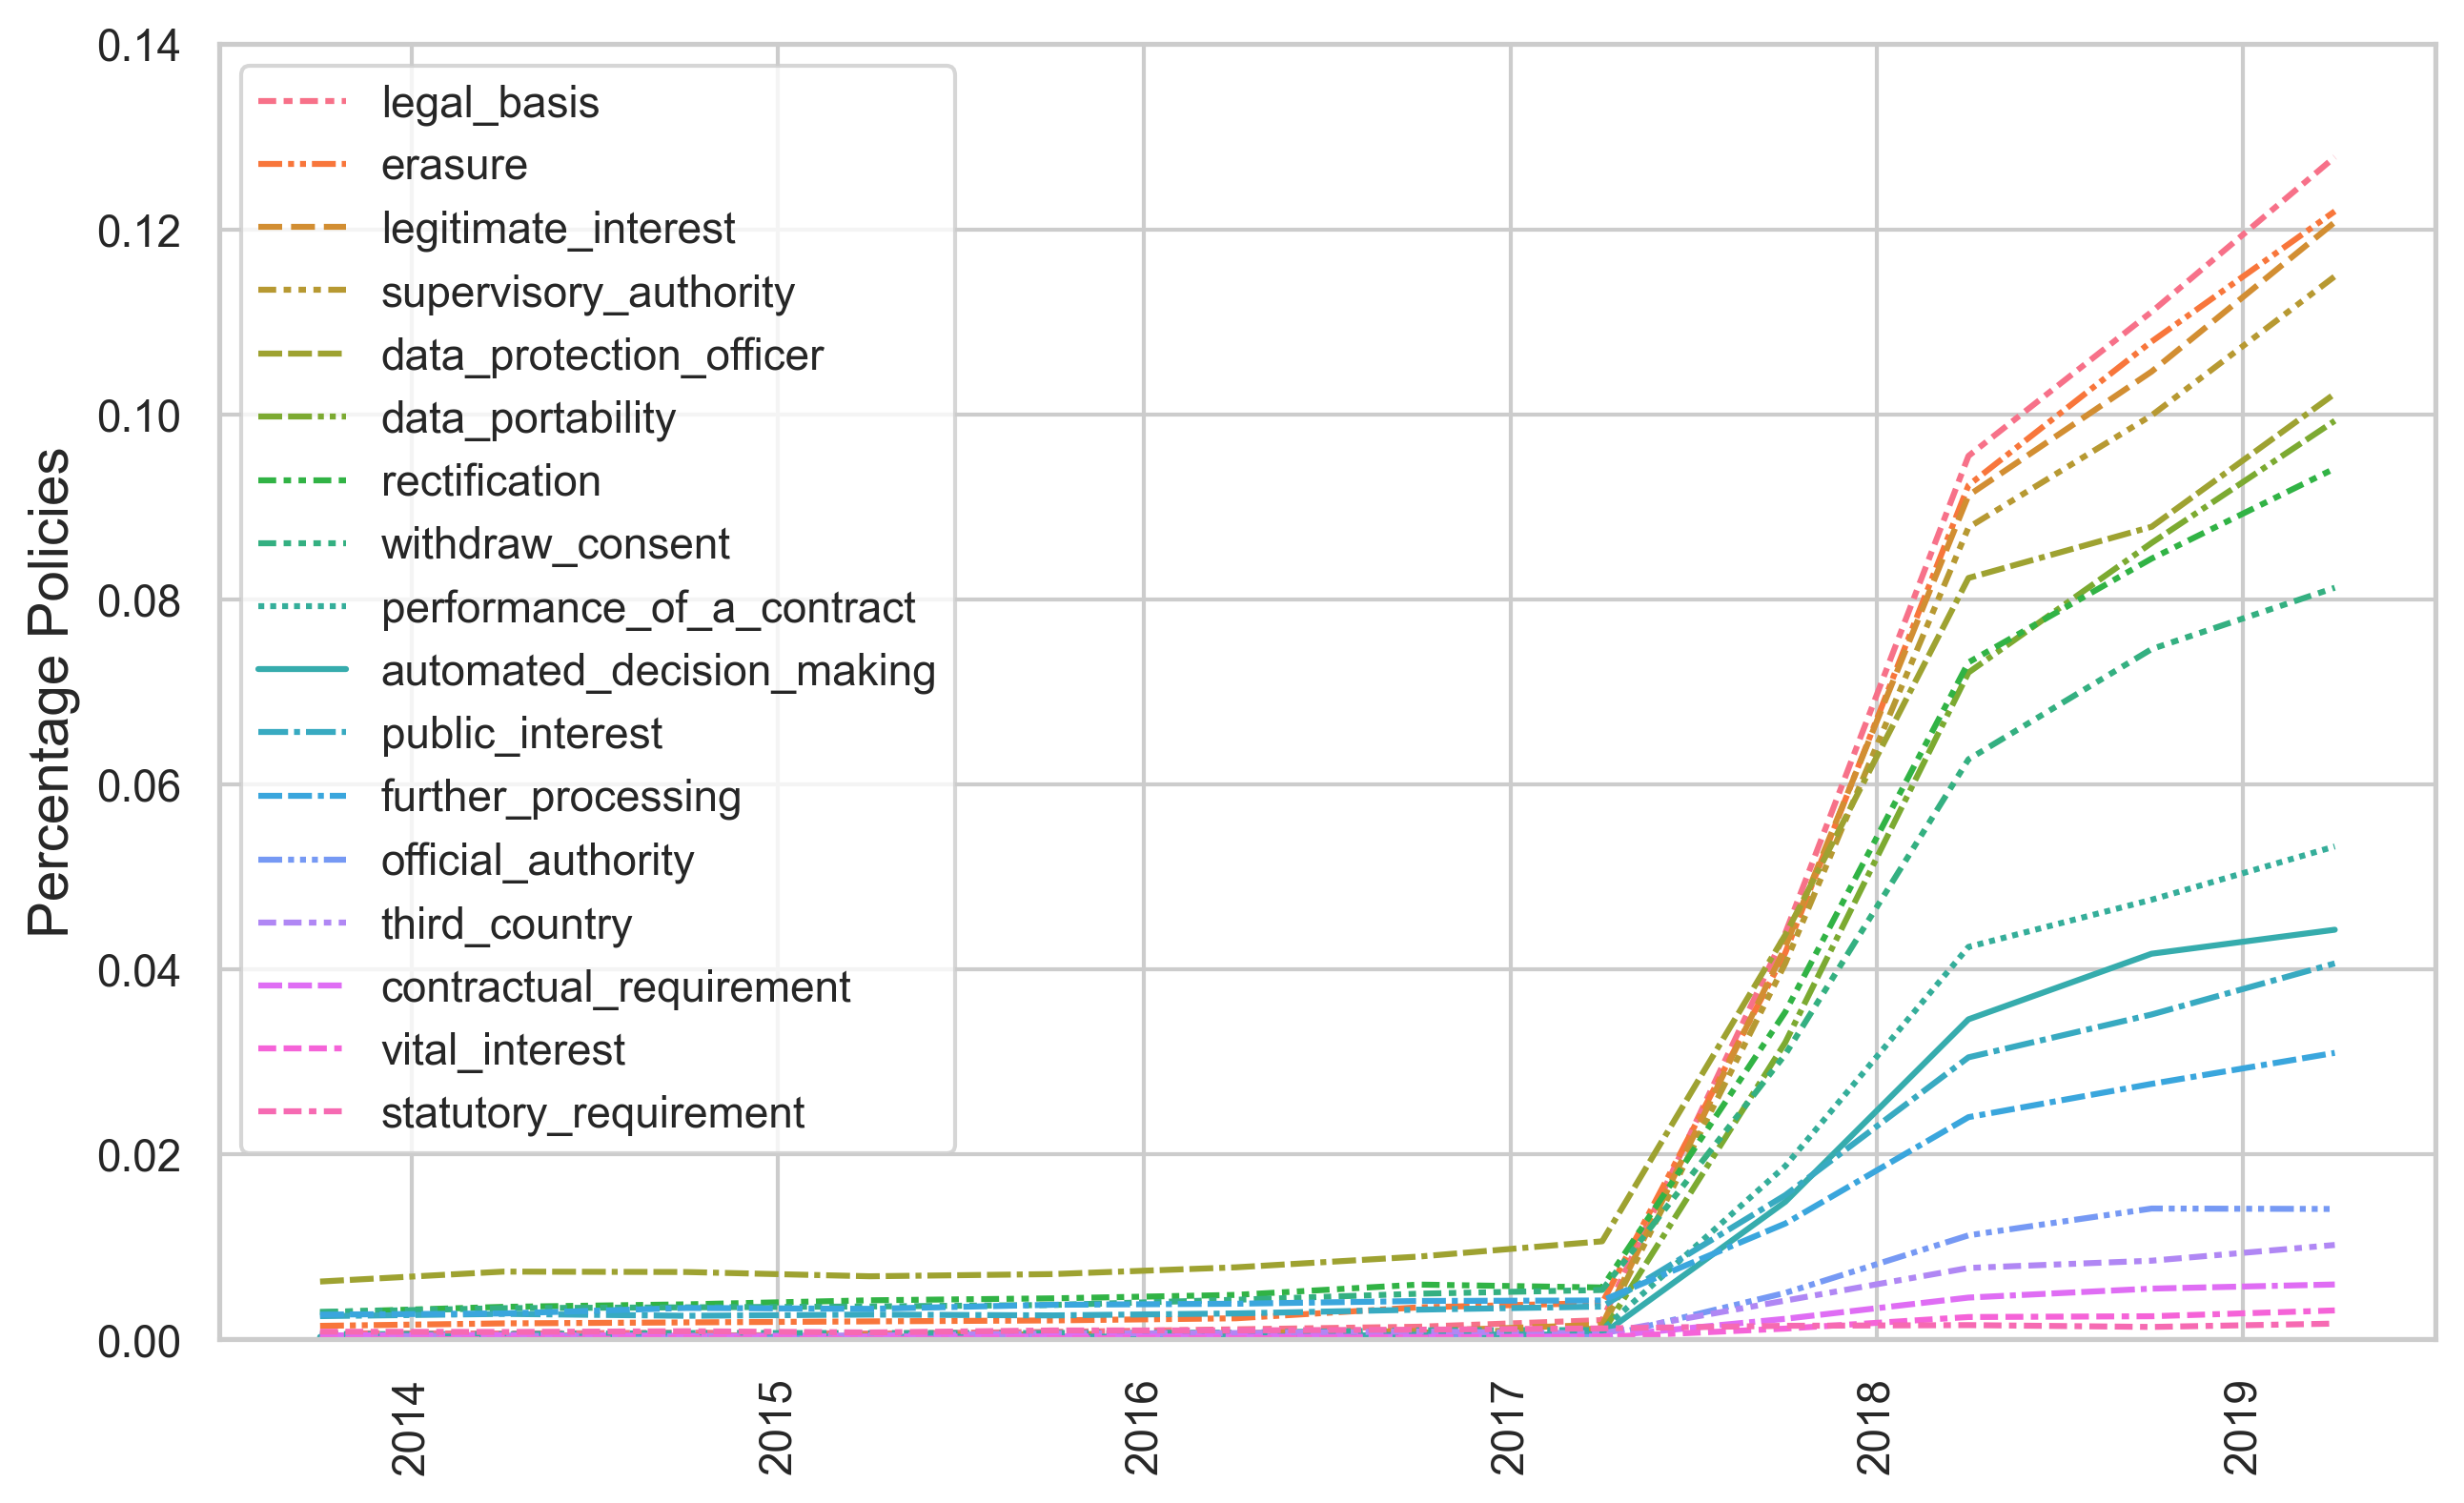 0.14
0.12
0.10
0.08
0.06
0.04
0.02
0.00
Percentage Policies
legal_basis
erasure
legitimate_interest
supervisory_authority
data_protection_officer
data_portability
rectification
withdraw_consent
performance_of_a_contract
automated_decision_making
public_interest
further_processing
official_authority
third_country
contractual_requirement
vital_interest
statutory_requirement
2014
2015
2016
2017
2018
2019